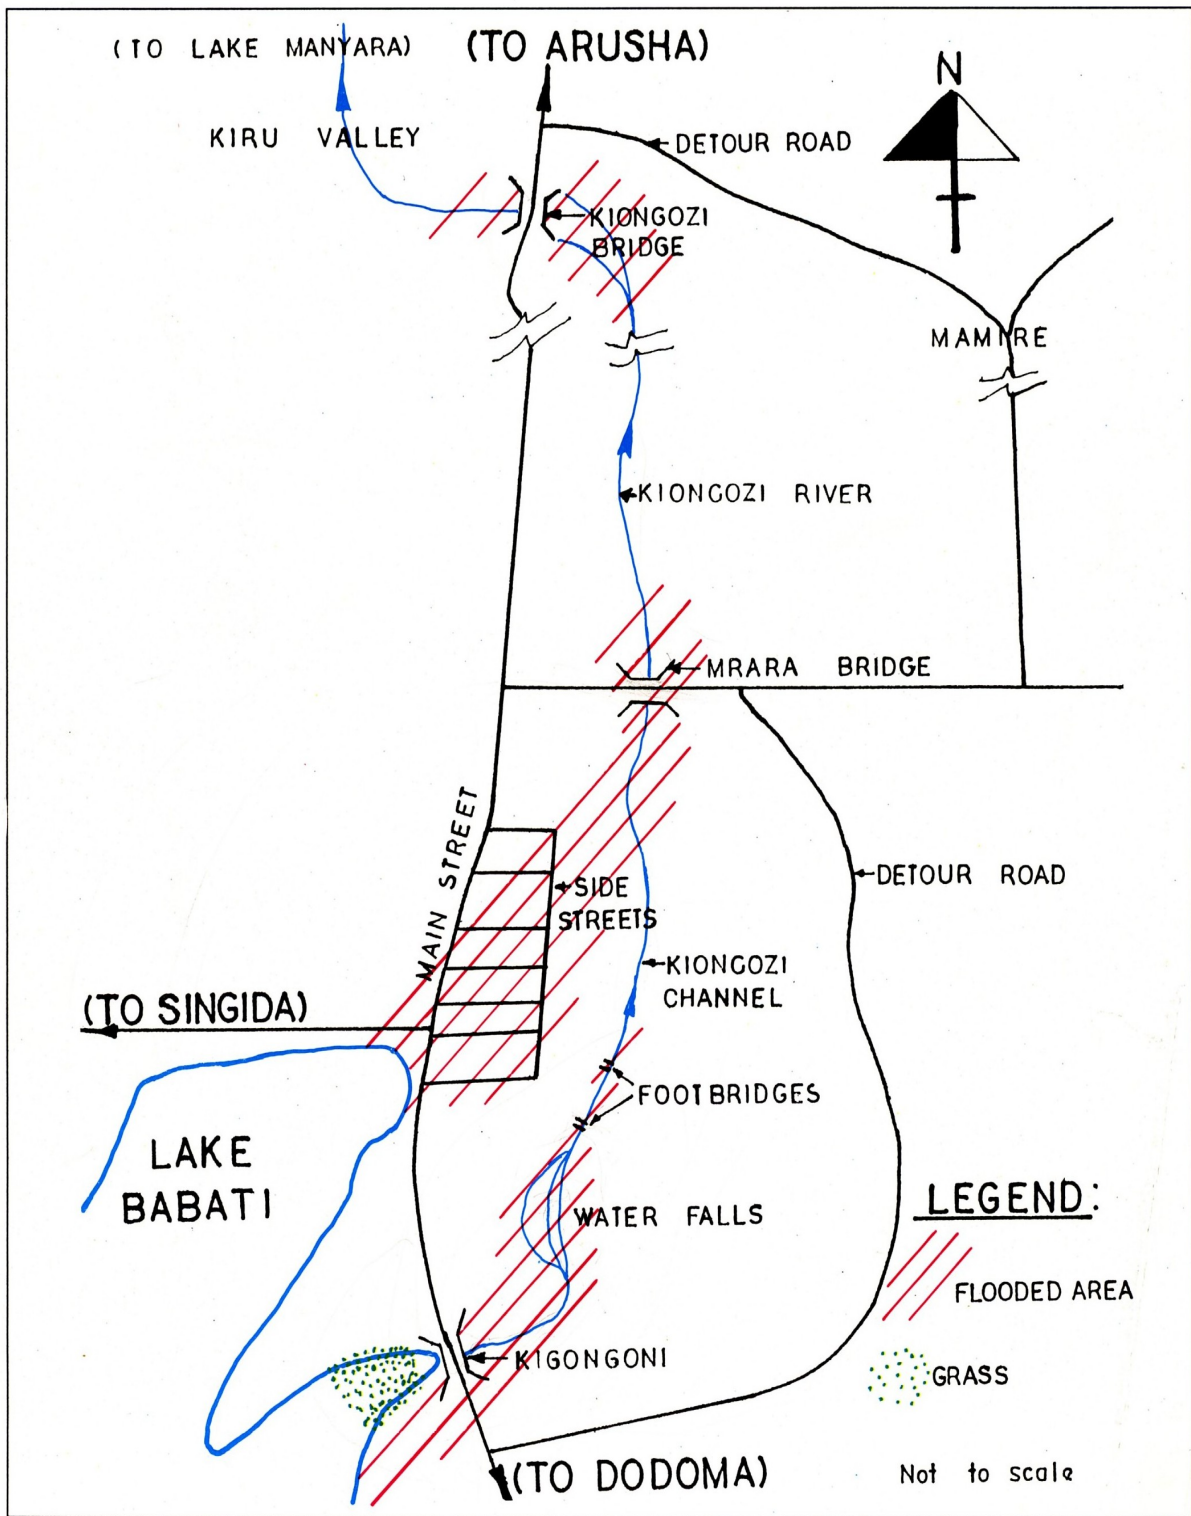 (TO LAKE MANYARA)
(TO ARUSHA)
N
KIRU VALLEY
DETOUR ROAD
KIONGOZI
BRIDGE
MAMIRE
KIONGOZI RIVER
MRARA BRIDGE
MAIN STREET
SIDE
STREETS
DETOUR ROAD
KIONGOZI
CHANNEL
(TO SINGIDA)
FOOTBRIDGES
LAKE
BABATI
WATER FALLS
LEGEND:
FLOODED AREA
KIGONGONI
GRASS
(TO DODOMA)
Not to scale